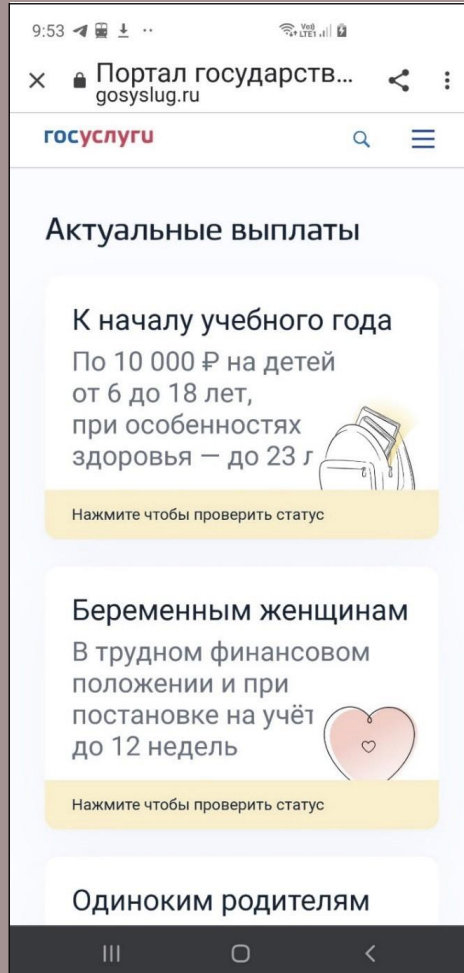 9:53
Vo)) LTE1
Портал государств...
gosyslug.ru
госуслуги
Актуальные выплаты
К началу учебного года
По 10 000 ₽ на детей
от 6 до 18 лет,
при особенностях
здоровья — до 23 л
Нажмите чтобы проверить статус
Беременным женщинам
В трудном финансовом
положении и при
постановке на учёт
до 12 недель
Нажмите чтобы проверить статус
Одиноким родителям